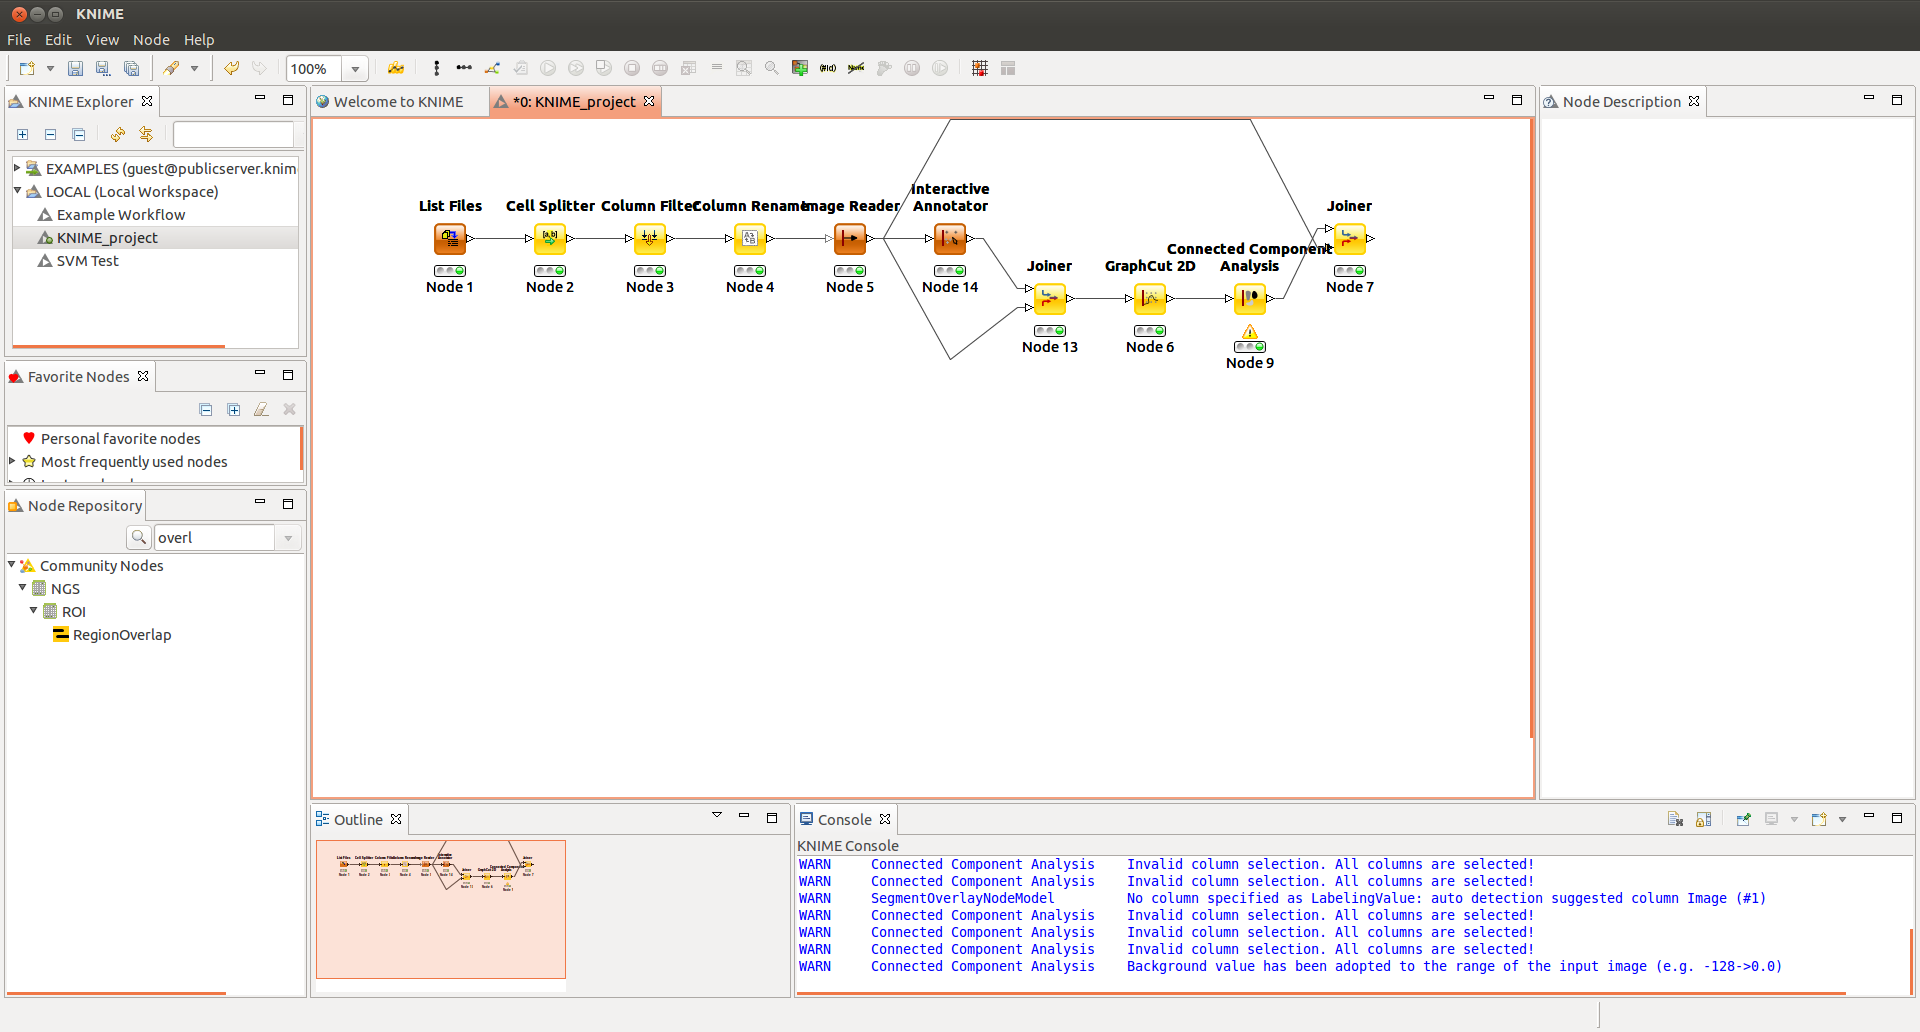 KNIME
File Edit View Node Help
100%
KNIME Explorer
EXAMPLES (guest@publicserver.knim
LOCAL (Local Workspace)
Example Workflow
KNIME_project
SVM Test
Favorite Nodes
Personal favorite nodes
Most frequently used nodes
Node Repository
overl
Community Nodes
NGS
ROI
RegionOverlap
Welcome to KNIME
*0: KNIME_project
List Files
Node 1
Cell Splitter
Node 2
Column Filter
Node 3
Column Rename
Node 4
Image Reader
Node 5
Interactive
Annotator
Node 14
Joiner
Node 13
GraphCut 2D
Node 6
Connected Component
Analysis
Node 9
Joiner
Node 7
Node Description
Outline
Console
KNIME Console
WARN Connected Component Analysis Invalid column selection. All columns are selected!
WARN Connected Component Analysis Invalid column selection. All columns are selected!
WARN SegmentOverlayNodeModel No column specified as LabelingValue: auto detection suggested column Image (#1)
WARN Connected Component Analysis Invalid column selection. All columns are selected!
WARN Connected Component Analysis Invalid column selection. All columns are selected!
WARN Connected Component Analysis Invalid column selection. All columns are selected!
WARN Connected Component Analysis Background value has been adopted to the range of the input image (e.g. -128->0.0)